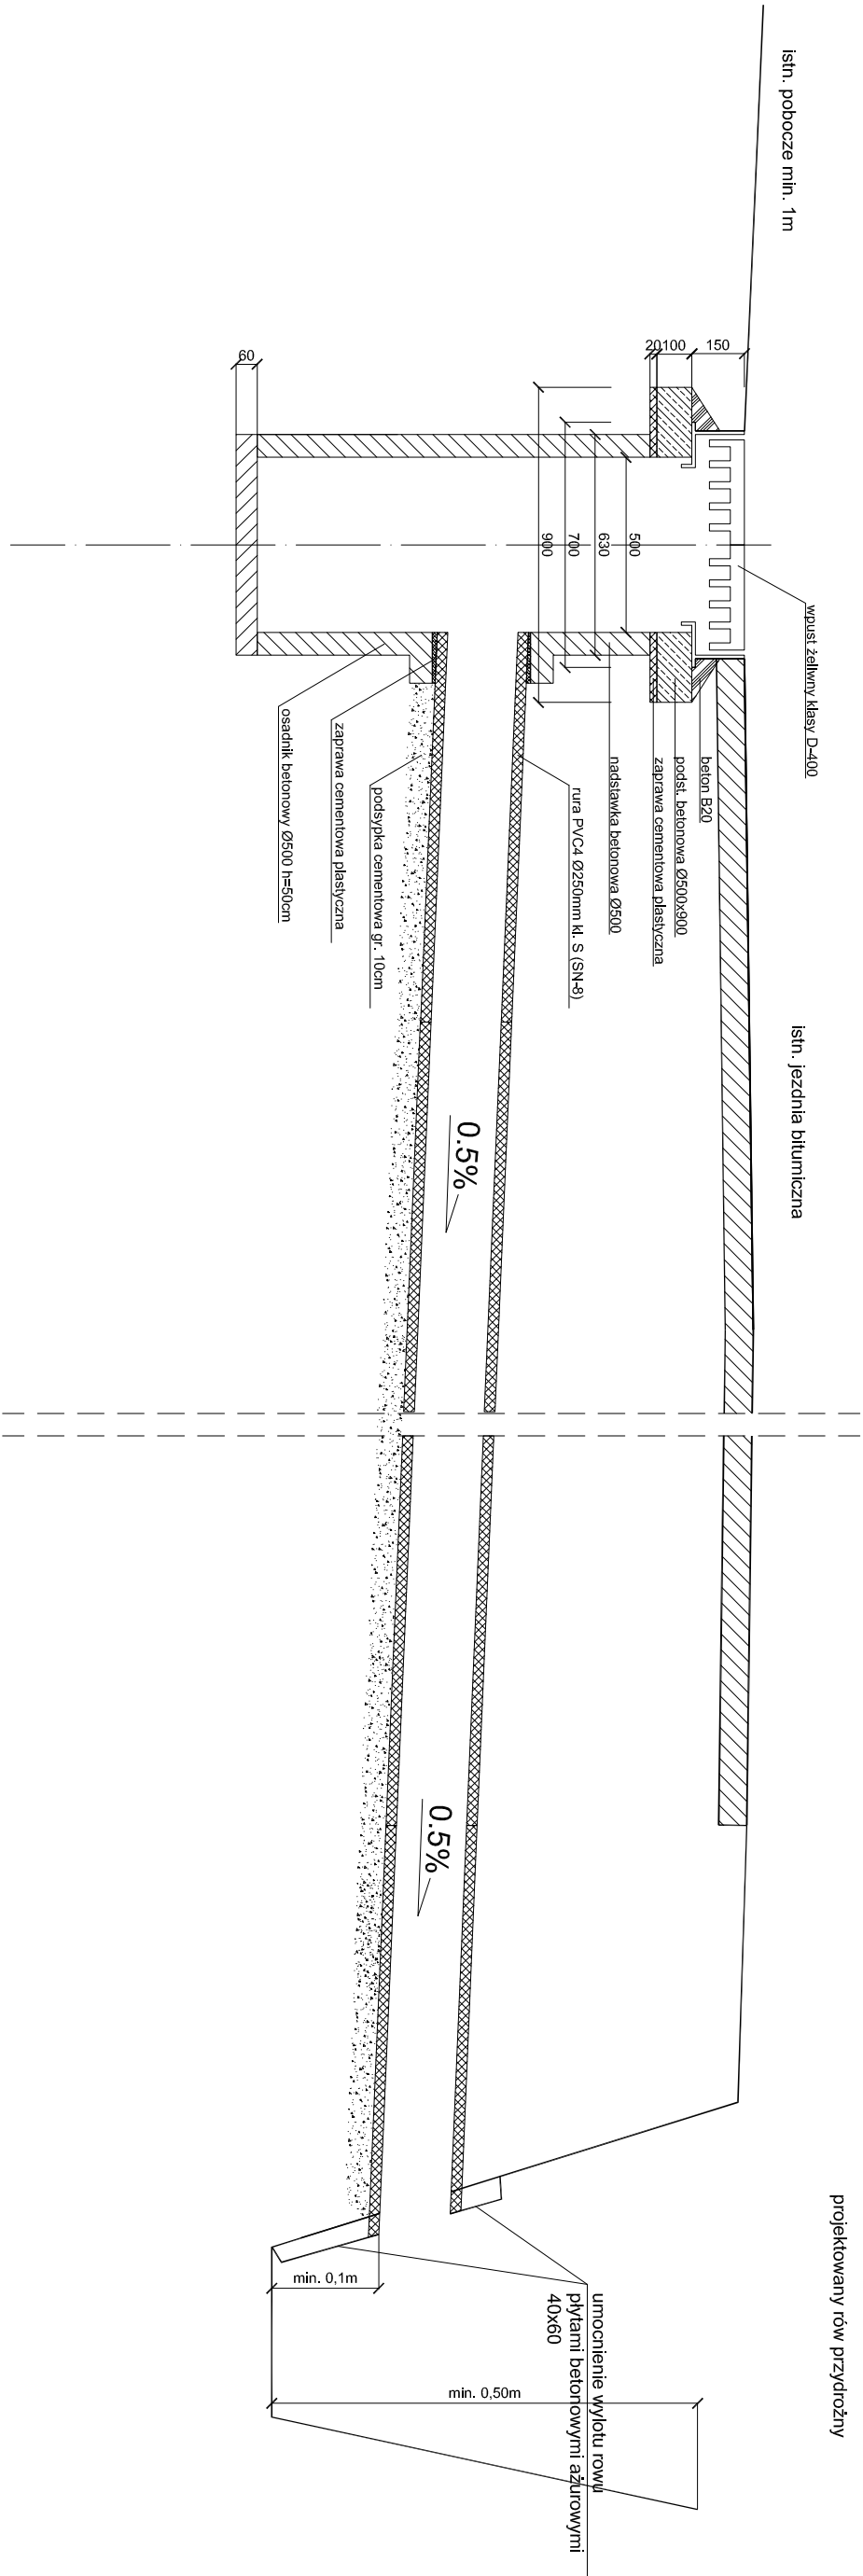 istn. pobocze min. 1m
istn. jezdnia bitumiczna
projektowany rów przydrożny
wpust żeliwny klasy D-400
beton B20
podst. betonowa Ø500x900
zaprawa cementowa plastyczna
nadstawka betonowa Ø500
rura PVC4 Ø250mm kl. S (SN-8)
podsypka cementowa gr. 10cm
zaprawa cementowa plastyczna
osadnik betonowy Ø500 h=50cm
60
20
100
150
500
630
700
900
0.5%
0.5%
umocnienie wylotu rowu
płytami betonowymi ażurowymi
40x60
min. 0,1m
min. 0,50m